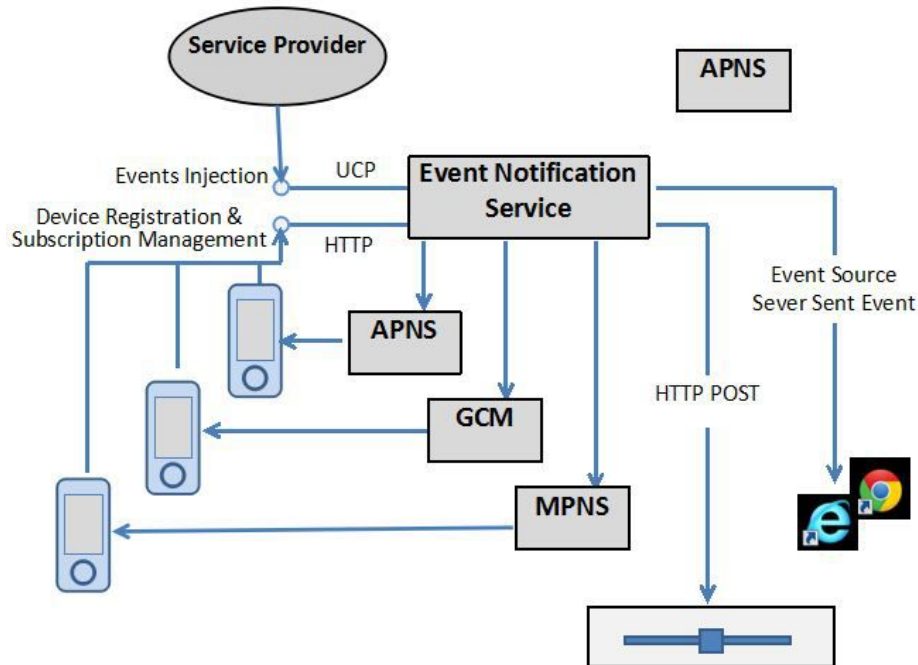 Service Provider
APNS
Events Injection
UCP
Event Notification
Service
Device Registration &
Subscription Management
HTTP
Event Source
Sever Sent Event
APNS
HTTP POST
GCM
MPNS